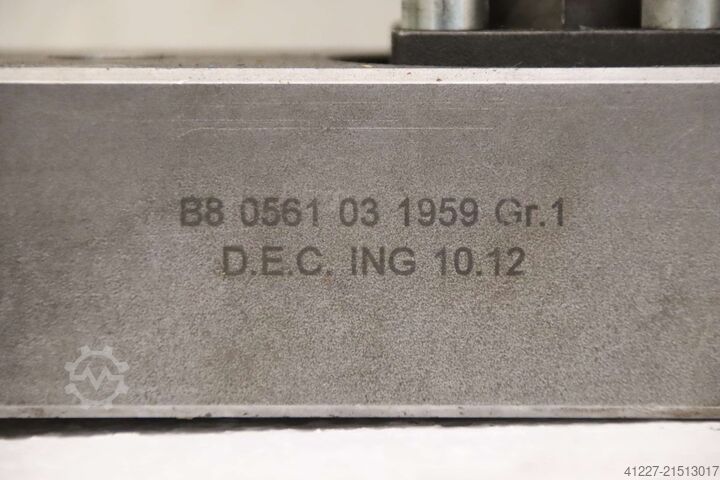 B8 0561 03 1959 Gr.1
D.E.C. ING 10.12
41227-21513017